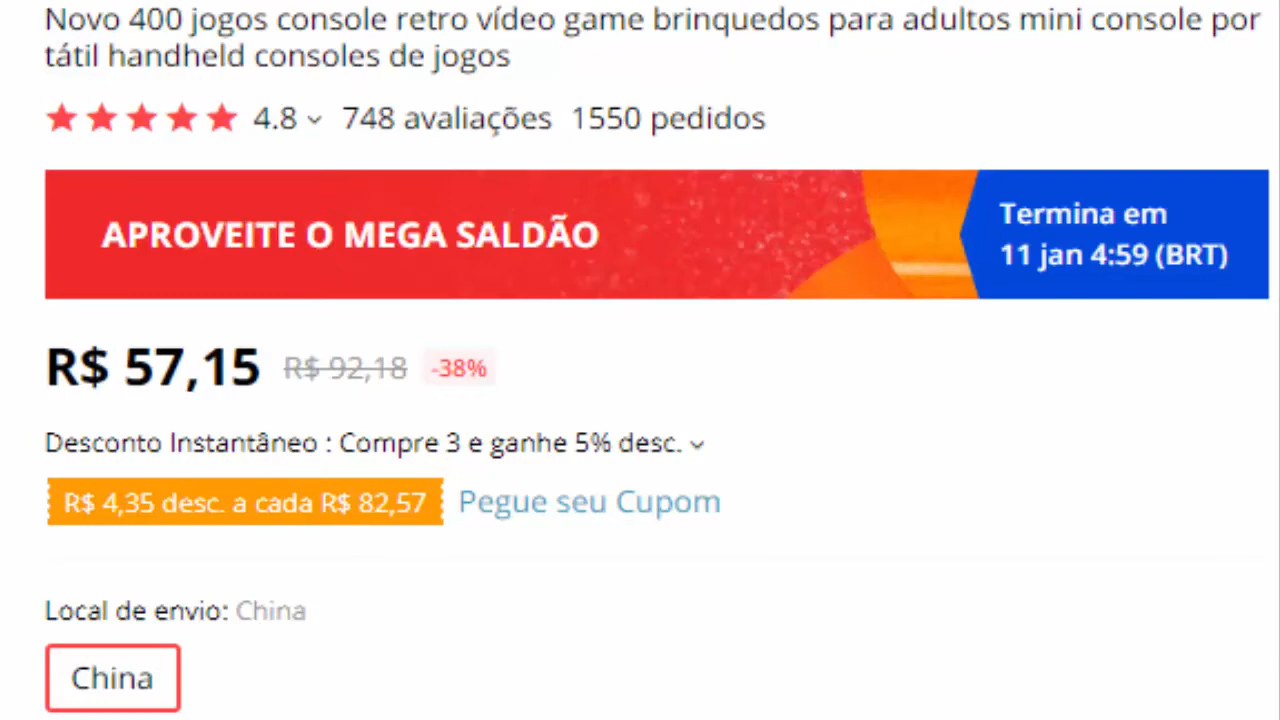 Novo 400 jogos console retro vídeo game brinquedos para adultos mini console por
tátil handheld consoles de jogos
4.8 748 avaliações 1550 pedidos
APROVEITE O MEGA SALDÃO
Termina em
11 jan 4:59 (BRT)
R$ 57,15 R$ 92,18 -38%
Desconto Instantâneo : Compre 3 e ganhe 5% desc.
R$ 4,35 desc. a cada R$ 82,57 Pegue seu Cupom
Local de envio: China
China